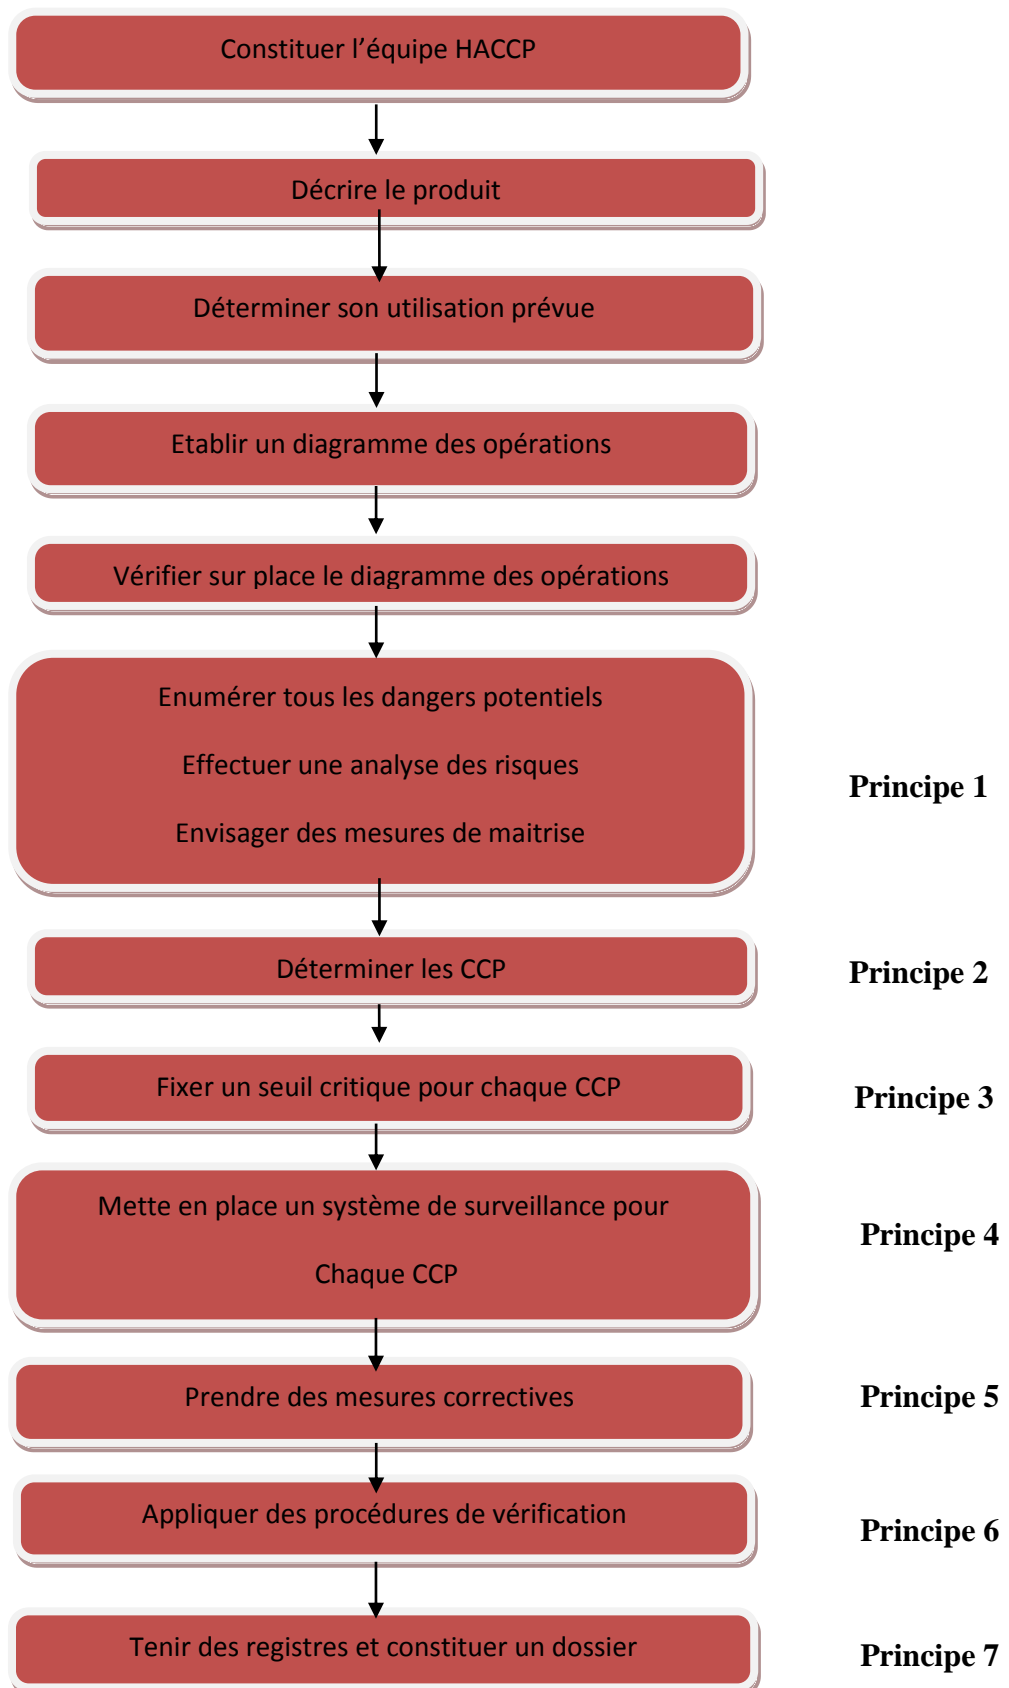 Constituer l’équipe HACCP
Décrire le produit
Déterminer son utilisation prévue
Etablir un diagramme des opérations
Vérifier sur place le diagramme des opérations
Enumérer tous les dangers potentiels
Effectuer une analyse des risques
Envisager des mesures de maitrise
Principe 1
Déterminer les CCP
Principe 2
Fixer un seuil critique pour chaque CCP
Principe 3
Mette en place un système de surveillance pour
Chaque CCP
Principe 4
Prendre des mesures correctives
Principe 5
Appliquer des procédures de vérification
Principe 6
Tenir des registres et constituer un dossier
Principe 7